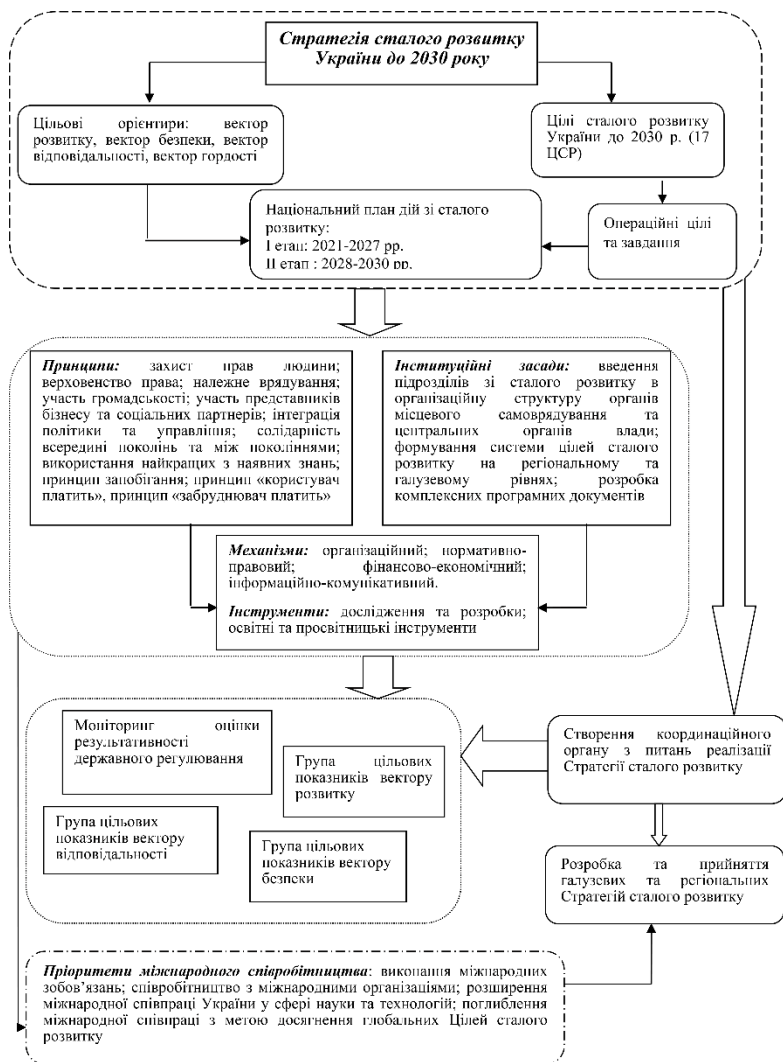 Стратегія сталого розвитку
України до 2030 року
Цільові орієнтири: вектор
розвитку, вектор безпеки, вектор
відповідальності, вектор гордості
Цілі сталого розвитку
України до 2030 р. (17
ЦСР)
Національний план дій зі сталого
розвитку:
І етап: 2021-2027 рр.
ІІ етап : 2028-2030 рр.
Операційні цілі
та завдання
Принципи: захист прав людини;
верховенство права; належне врядування;
участь громадськості; участь представників
бізнесу та соціальних партнерів; інтеграція
політики та управління; солідарність
всередині поколінь та між поколіннями;
використання найкращих з наявних знань;
принцип запобігання; принцип «користувач
платить», принцип «забруднювач платить»
Інституційні засади: введення
підрозділів зі сталого розвитку в
організаційну структуру органів
місцевого самоврядування та
центральних органів влади;
формування системи цілей сталого
розвитку на регіональному та
галузевому рівнях; розробка
комплексних програмних документів
Механізми: організаційний; нормативно-
правовий; фінансово-економічний;
інформаційно-комунікативний.
Інструменти: дослідження та розробки;
освітні та просвітницькі інструменти
Моніторинг оцінки
результативності
державного регулювання
Група цільових
показників вектору
розвитку
Група цільових
показників вектору
відповідальності
Група цільових
показників вектору
безпеки
Створення координаційного
органу з питань реалізації
Стратегії сталого розвитку
Розробка та прийняття
галузевих та регіональних
Стратегій сталого розвитку
Пріоритети міжнародного співробітництва: виконання міжнародних
зобов’язань; співробітництво з міжнародними організаціями; розширення
міжнародної співпраці України у сфері науки та технологій; поглиблення
міжнародної співпраці з метою досягнення глобальних Цілей сталого
розвитку